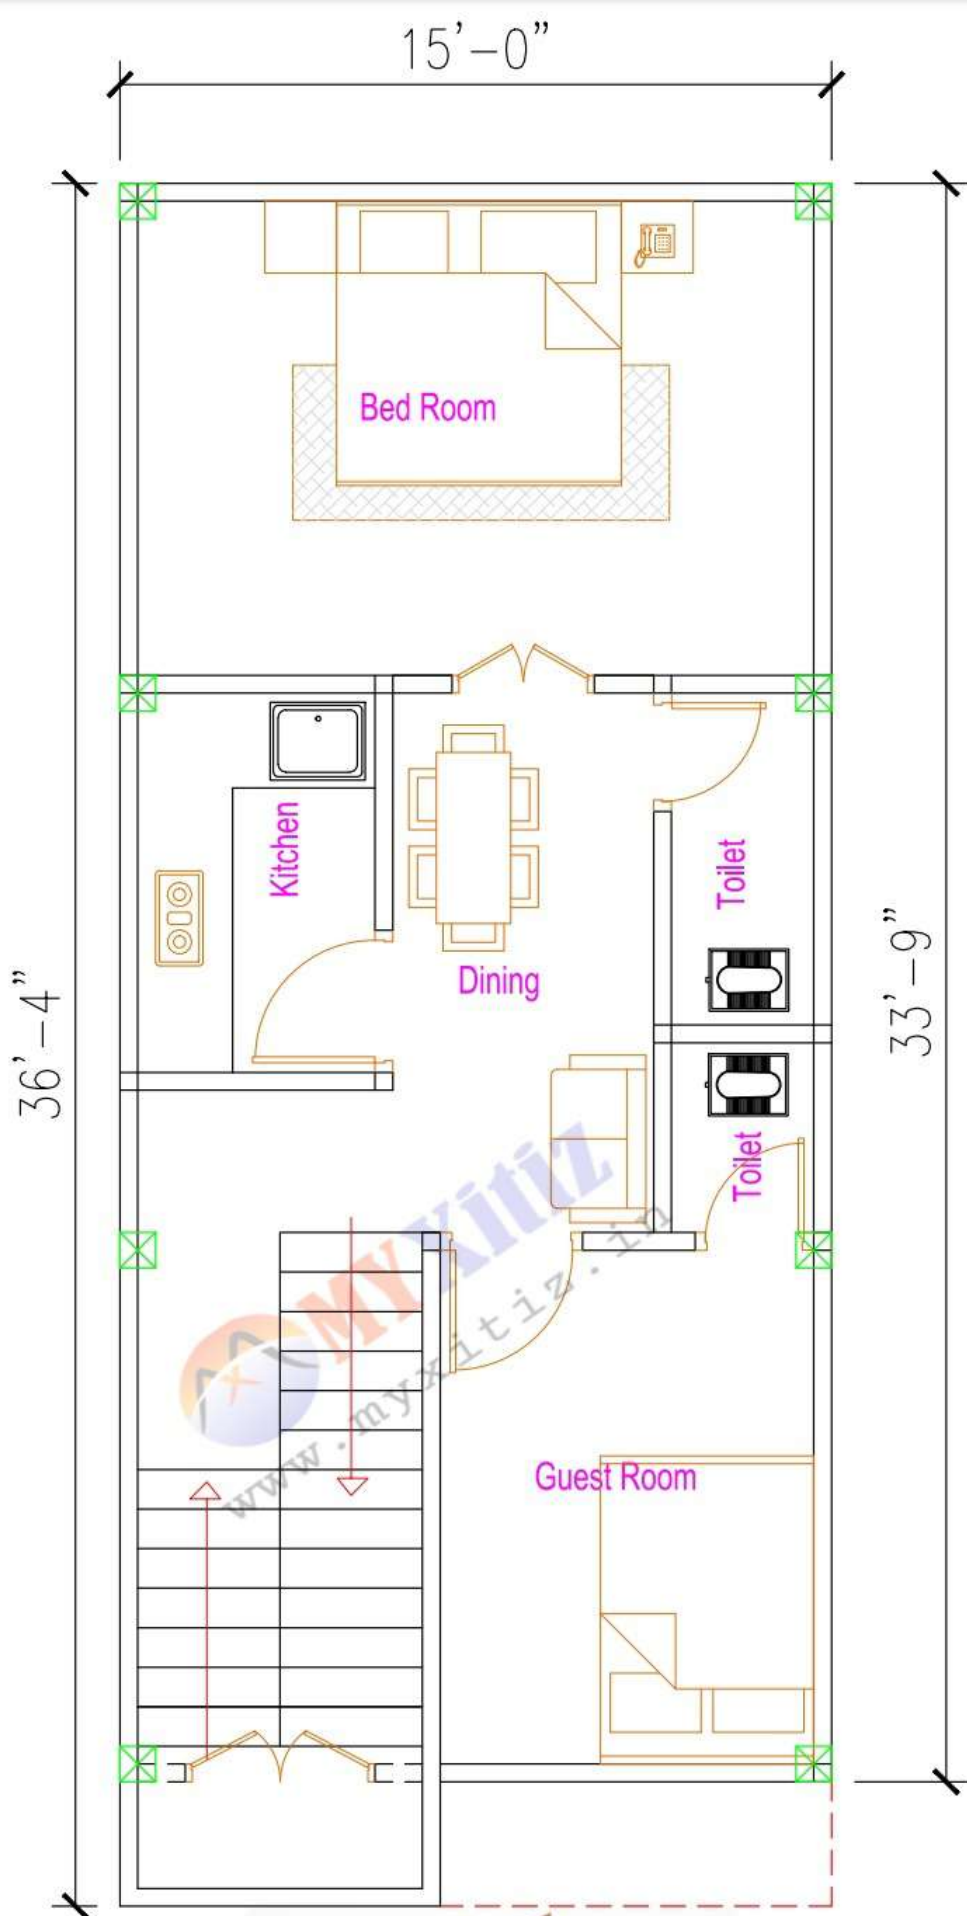 15'-0"
Bed Room
Kitchen
Toilet
Dining
36'-4"
33'-9"
Toilet
MYXitiz
www.myxitiz.in
Guest Room